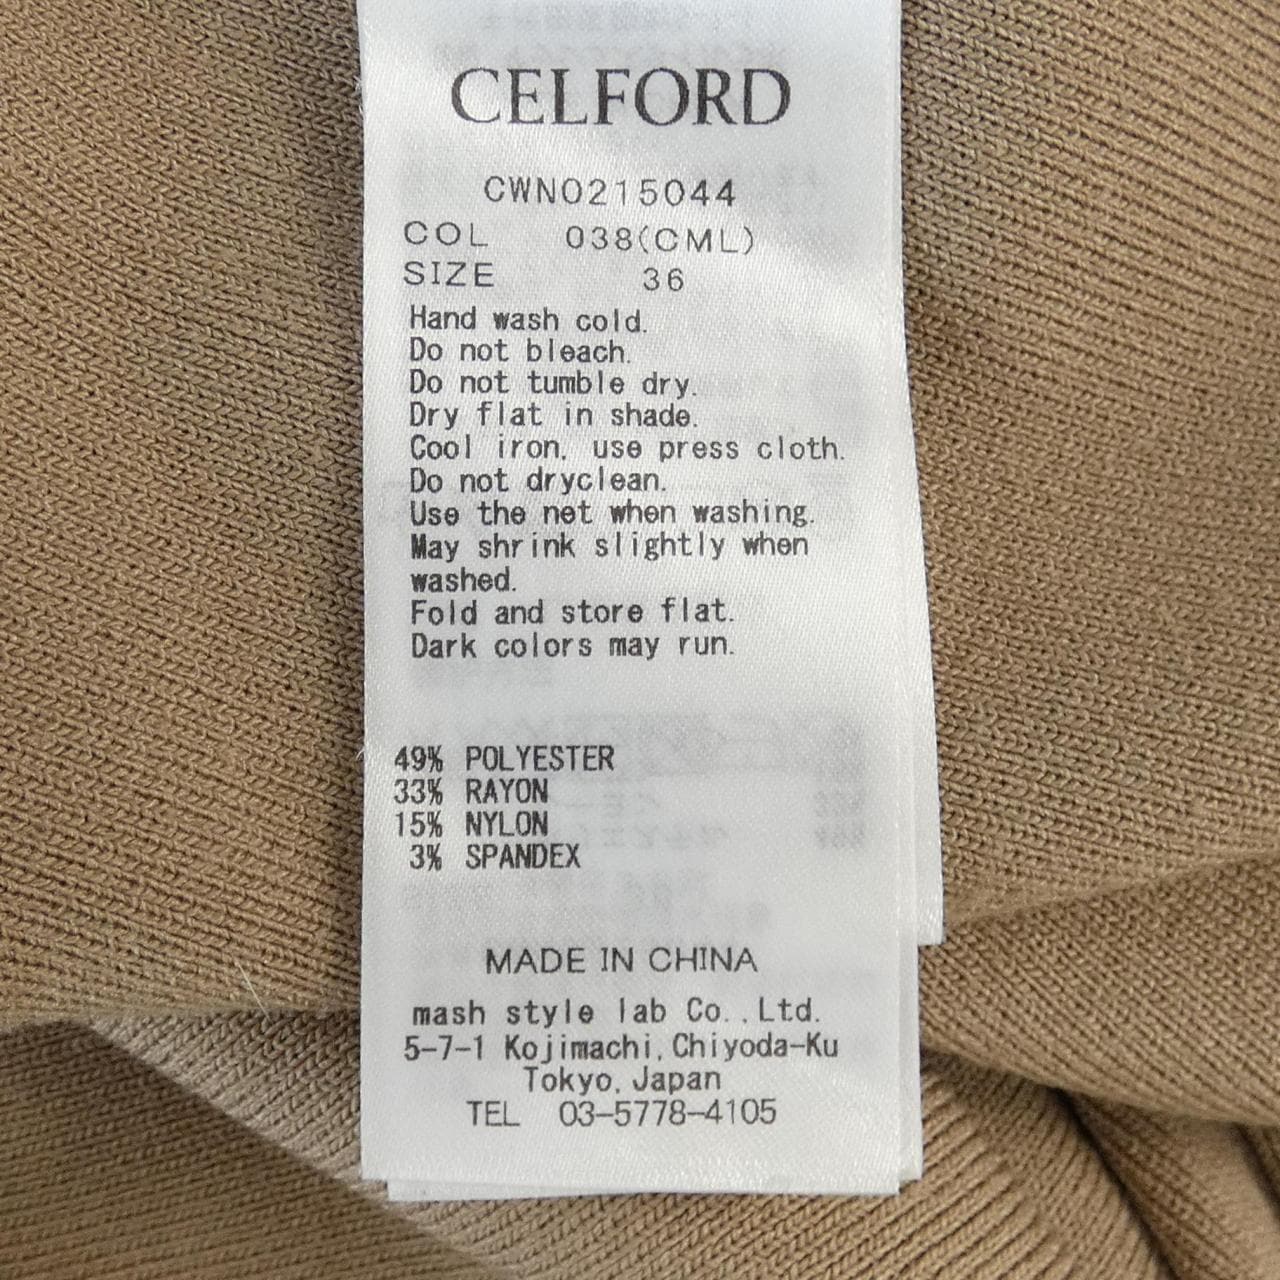 CELFORD
CWNO215044
COL 038(CML)
SIZE 36
Hand wash cold.
Do not bleach.
Do not tumble dry.
Dry flat in shade.
Cool iron, use press cloth.
Do not dryclean.
Use the net when washing.
May shrink slightly when
washed.
Fold and store flat.
Dark colors may run.
49% POLYESTER
33% RAYON
15% NYLON
3% SPANDEX
MADE IN CHINA
mash style lab Co.,Ltd.
5-7-1 Kojimachi,Chiyoda-Ku
Tokyo,Japan
TEL 03-5778-4105